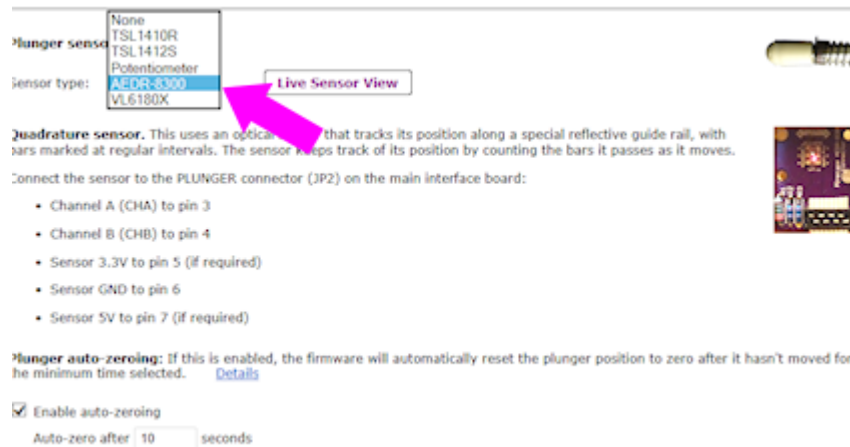 None
Plunger senso
TSL1410R
TSL1412S
Potentiometer
Sensor type:
AEDR-8300
Live Sensor View
VL6180X
Quadrature sensor. This uses an optical that tracks its position along a special reflective guide rail, with
bars marked at regular intervals. The sensor keeps track of its position by counting the bars it passes as it moves.
Connect the sensor to the PLUNGER connector (JP2) on the main interface board:
• Channel A (CHA) to pin 3
• Channel B (CHB) to pin 4
• Sensor 3.3V to pin 5 (if required)
• Sensor GND to pin 6
• Sensor 5V to pin 7 (if required)
Plunger auto-zeroing: If this is enabled, the firmware will automatically reset the plunger position to zero after it hasn't moved for
the minimum time selected. Details
Enable auto-zeroing
Auto-zero after 10 seconds